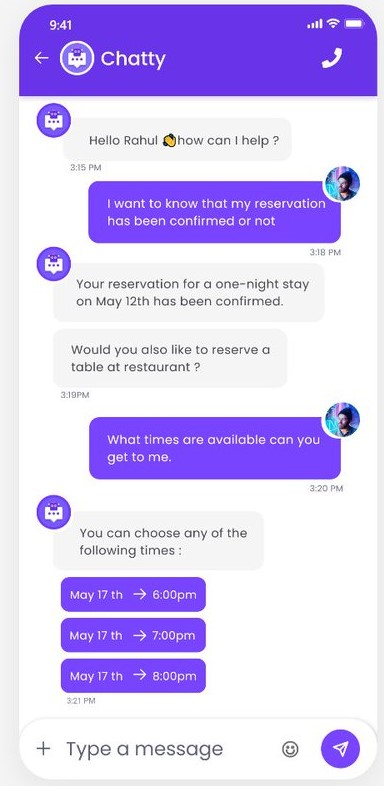 9:41
Chatty
Hello Rahul 👏how can I help ?
3:15 PM
I want to know that my reservation
has been confirmed or not
3:18 PM
Your reservation for a one-night stay
on May 12th has been confirmed.
Would you also like to reserve a
table at restaurant ?
3:19PM
What times are available can you
get to me.
3:20 PM
You can choose any of the
following times :
May 17 th → 6:00pm
May 17 th → 7:00pm
May 17 th → 8:00pm
3:21 PM
Type a message